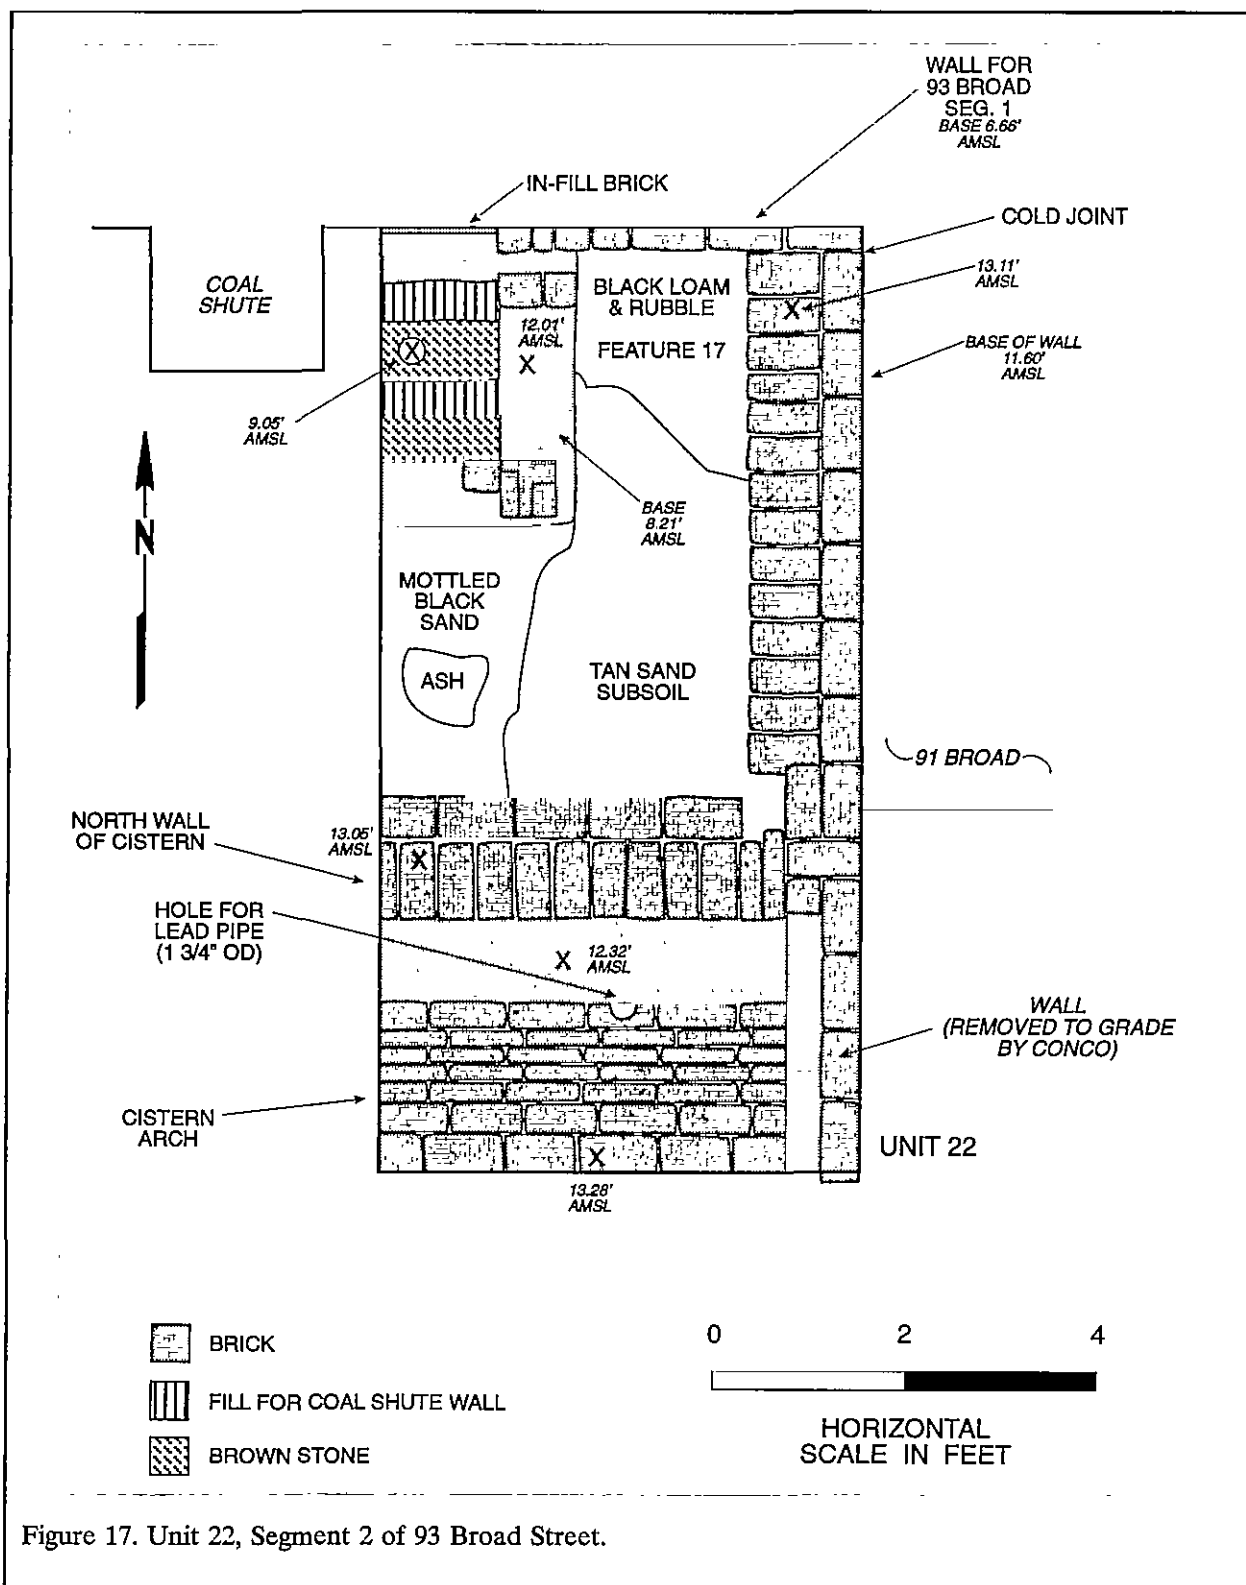 WALL FOR
93 BROAD
SEG. 1
BASE 6.66'
AMSL
IN-FILL BRICK
COLD JOINT
COAL
SHUTE
BLACK LOAM
& RUBBLE
13.11'
AMSL
12.01'
AMSL
FEATURE 17
BASE OF WALL
11.60'
AMSL
9.05'
AMSL
BASE
8.21'
AMSL
N
MOTTLED
BLACK
SAND
ASH
TAN SAND
SUBSOIL
91 BROAD
NORTH WALL
OF CISTERN
13.05'
AMSL
HOLE FOR
LEAD PIPE
(1 3/4" OD)
12.32'
AMSL
WALL
(REMOVED TO GRADE
BY CONCO)
CISTERN
ARCH
UNIT 22
13.28'
AMSL
BRICK
FILL FOR COAL SHUTE WALL
BROWN STONE
0 2 4
HORIZONTAL
SCALE IN FEET
Figure 17. Unit 22, Segment 2 of 93 Broad Street.